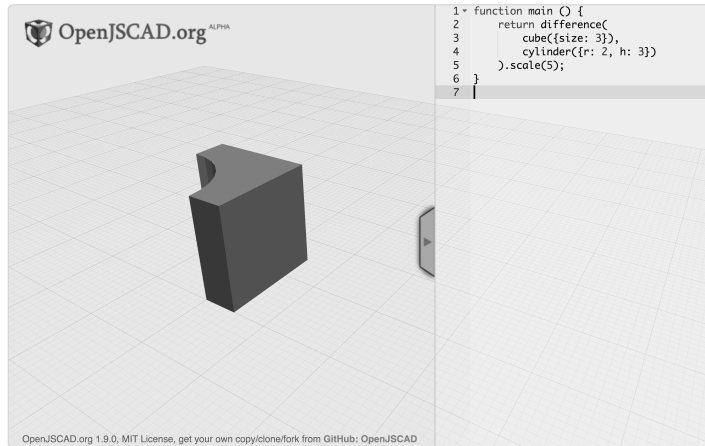 OpenJSCAD.org ALPHA
1 function main () {
2     return difference(
3         cube({size: 3}),
4         cylinder({r: 2, h: 3})
5     ).scale(5);
6 }
7
OpenJSCAD.org 1.9.0, MIT License, get your own copy/clone/fork from GitHub: OpenJSCAD